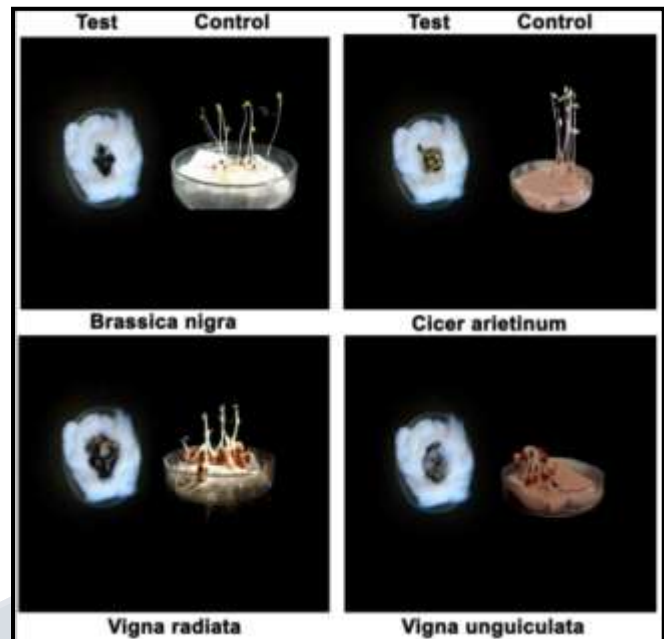 Test Control
Test Control
Brassica nigra
Cicer arietinum
Vigna radiata
Vigna unguiculata